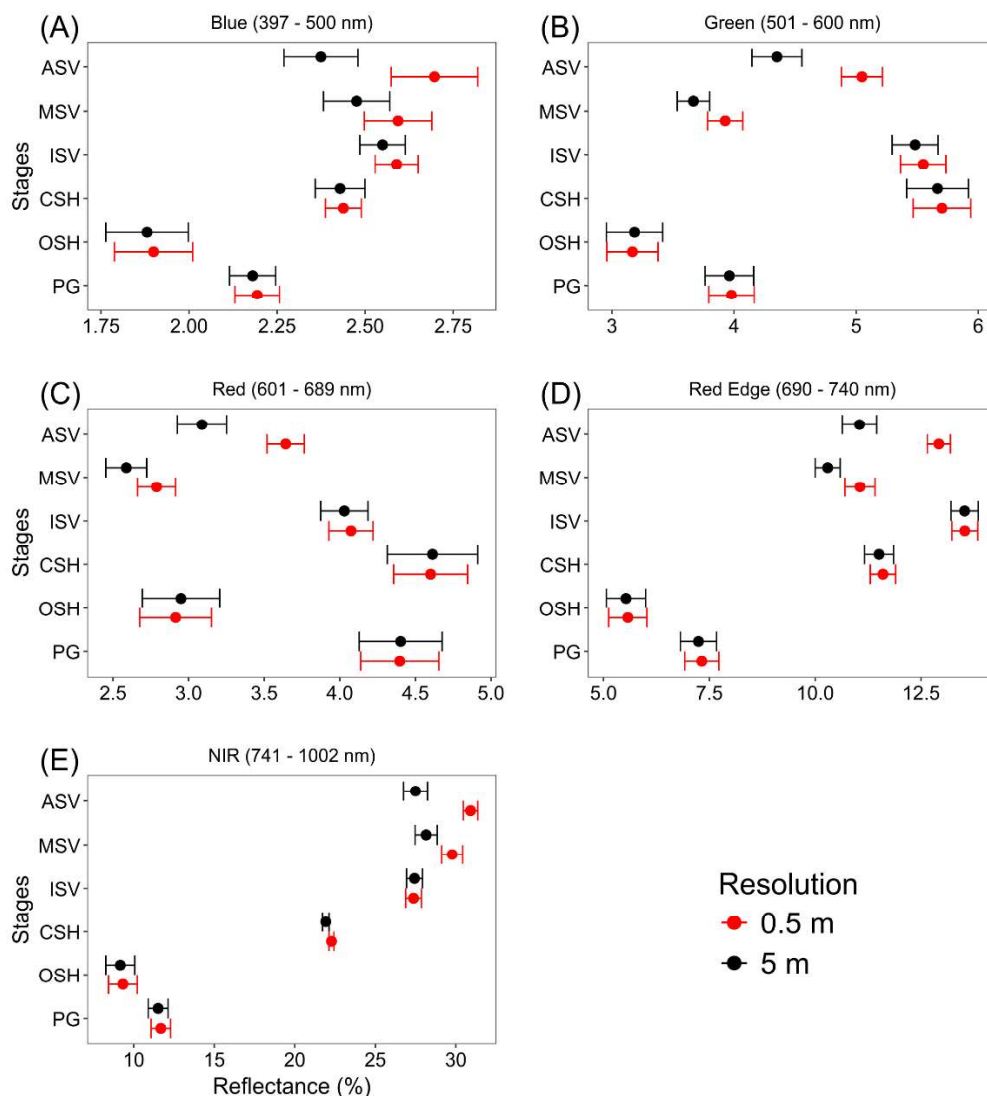 (A) Blue (397 - 500 nm)
Stages
ASV
MSV
ISV
CSH
OSH
PG
1.75 2.00 2.25 2.50 2.75
(B) Green (501 - 600 nm)
ASV
MSV
ISV
CSH
OSH
PG
3 4 5 6
(C) Red (601 - 689 nm)
Stages
ASV
MSV
ISV
CSH
OSH
PG
2.5 3.0 3.5 4.0 4.5 5.0
(D) Red Edge (690 - 740 nm)
ASV
MSV
ISV
CSH
OSH
PG
5.0 7.5 10.0 12.5
(E) NIR (741 - 1002 nm)
Stages
ASV
MSV
ISV
CSH
OSH
PG
10 15 20 25 30
Reflectance (%)
Resolution
0.5 m
5 m